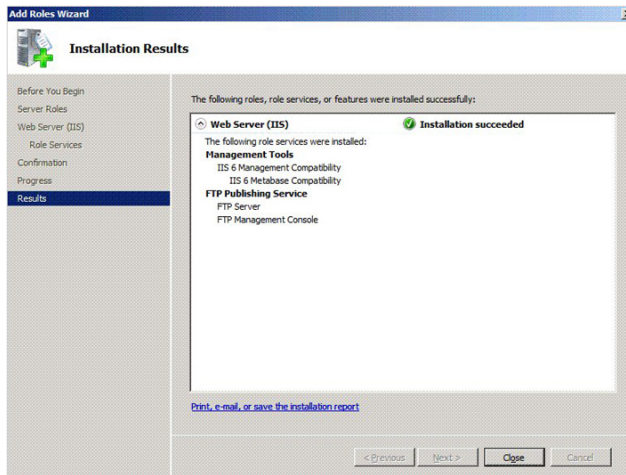 Add Roles Wizard
Installation Results
Before You Begin
Server Roles
Web Server (IIS)
Role Services
Confirmation
Progress
Results
The following roles, role services, or features were installed successfully:
Web Server (IIS) Installation succeeded
The following role services were installed:
Management Tools
IIS 6 Management Compatibility
IIS 6 Metabase Compatibility
FTP Publishing Service
FTP Server
FTP Management Console
Print, e-mail, or save the installation report
< Previous Next > Close Cancel